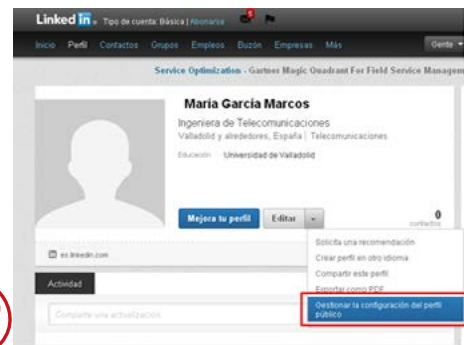 Linked in. Tipo de cuenta: Básica | Abonarse
Inicio Perfil Contactos Grupos Empleos Buzón Empresas Más Gente
Service Optimization - Gartner Magic Quadrant For Field Service Managem
María García Marcos
Ingeniera de Telecomunicaciones
Valladolid y alrededores, España | Telecomunicaciones
Educación Universidad de Valladolid
Mejora tu perfil Editar 0
contactos
Solicita una recomendación
es.linkedin.com Crear perfil en otro idioma
Compartir este perfil
Actividad Exportar como PDF
Gestionar la configuración del perfil
público
Comparte una actualización